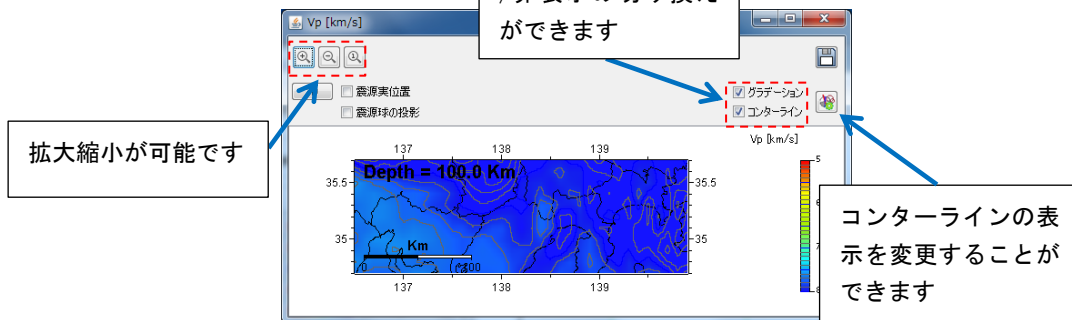 /非表示の切り換え
ができます
Vp [km/s]
震源実位置
震源球の投影
グラデーション
コンターライン
拡大縮小が可能です
Vp [km/s]
137 138 139
Depth = 100.0 Km
35.5 35.5
35 35
Km
0
137 138 139
5
コンターラインの表
示を変更することが
できます